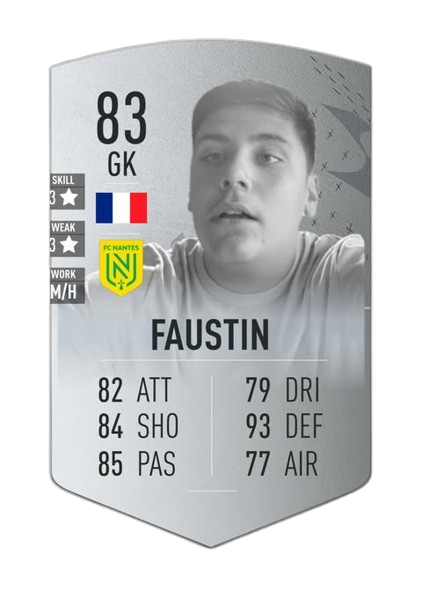 83
GK
SKILL
3 ★
WEAK
3 ★
WORK
M/H
FC NANTES
N
FAUSTIN
82 ATT 79 DRI
84 SHO 93 DEF
85 PAS 77 AIR